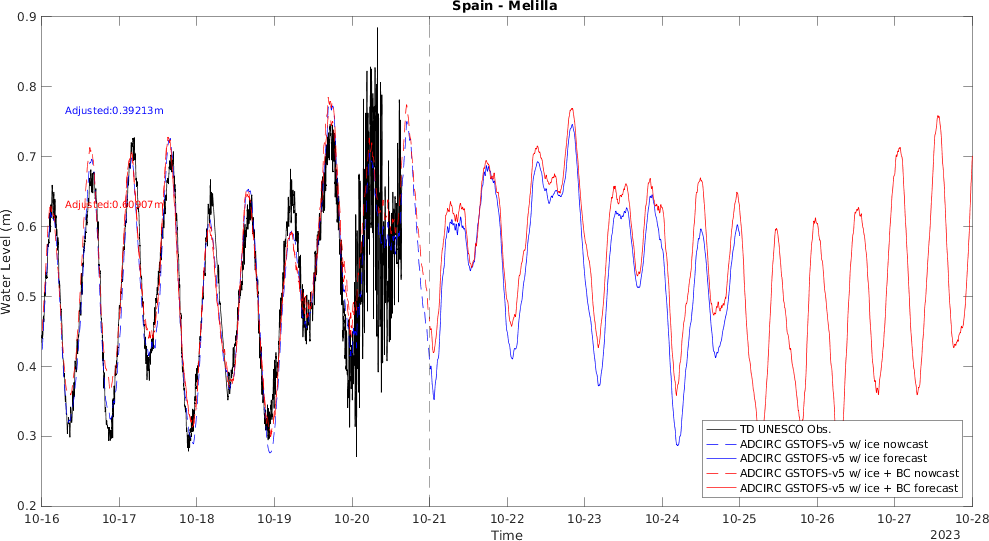 Spain - Melilla
0.9
0.8
0.7
0.6
0.5
0.4
0.3
0.2
Water Level (m)
Adjusted:0.39213m
Adjusted:0.60907m
TD UNESCO Obs.
ADCIRC GSTOFS-v5 w/ ice nowcast
ADCIRC GSTOFS-v5 w/ ice forecast
ADCIRC GSTOFS-v5 w/ ice + BC nowcast
ADCIRC GSTOFS-v5 w/ ice + BC forecast
10-16 10-17 10-18 10-19 10-20 10-21 10-22 10-23 10-24 10-25 10-26 10-27 10-28
Time
2023